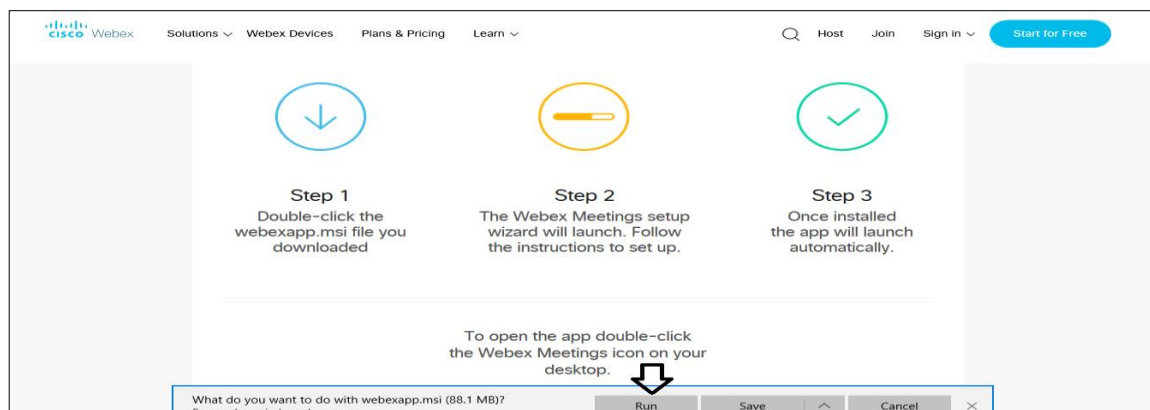 cisco Webex Solutions Webex Devices Plans & Pricing Learn Host Join Sign in Start for Free
Step 1
Double-click the
webexapp.msi file you
downloaded
Step 2
The Webex Meetings setup
wizard will launch. Follow
the instructions to set up.
Step 3
Once installed
the app will launch
automatically.
To open the app double-click
the Webex Meetings icon on your
desktop.
What do you want to do with webexapp.msi (88.1 MB)?
Run Save Cancel